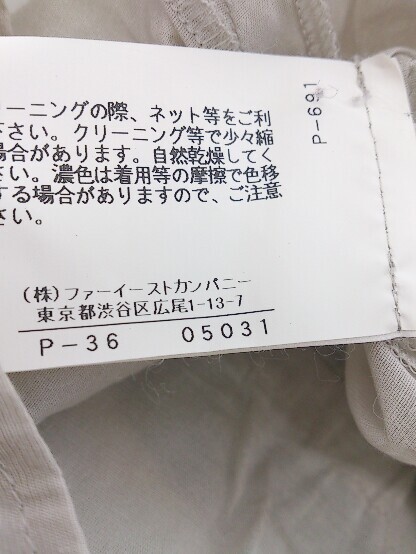 ーニングの際、ネット等をご利
さい。クリーニング等で少々縮
場合があります。自然乾燥してく
さい。濃色は着用等の摩擦で色移
する場合がありますので、ご注意
さい。
(株)ファーイーストカンパニー
東京都渋谷区広尾1-13-7
P-36 05031
P-691